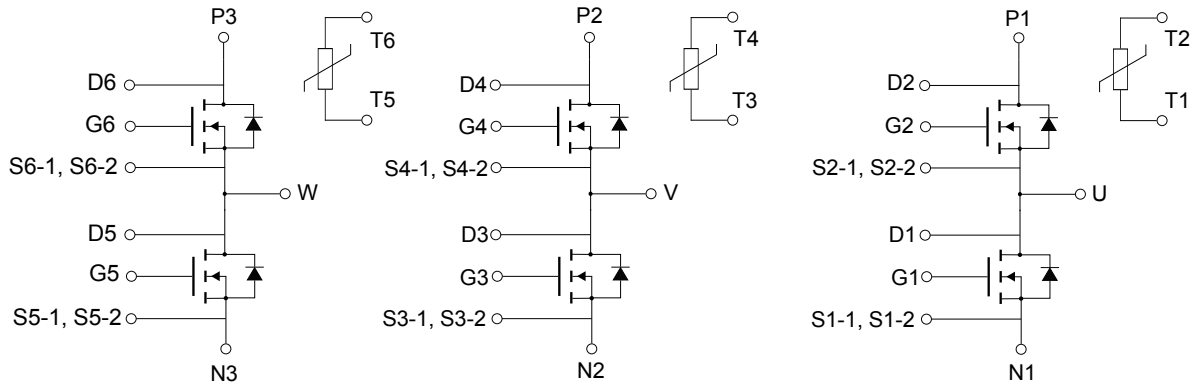 P3
T6
D6
T5
G6
S6-1, S6-2
W
D5
G5
S5-1, S5-2
N3
P2
T4
D4
T3
G4
S4-1, S4-2
V
D3
G3
S3-1, S3-2
N2
P1
T2
D2
T1
G2
S2-1, S2-2
U
D1
G1
S1-1, S1-2
N1